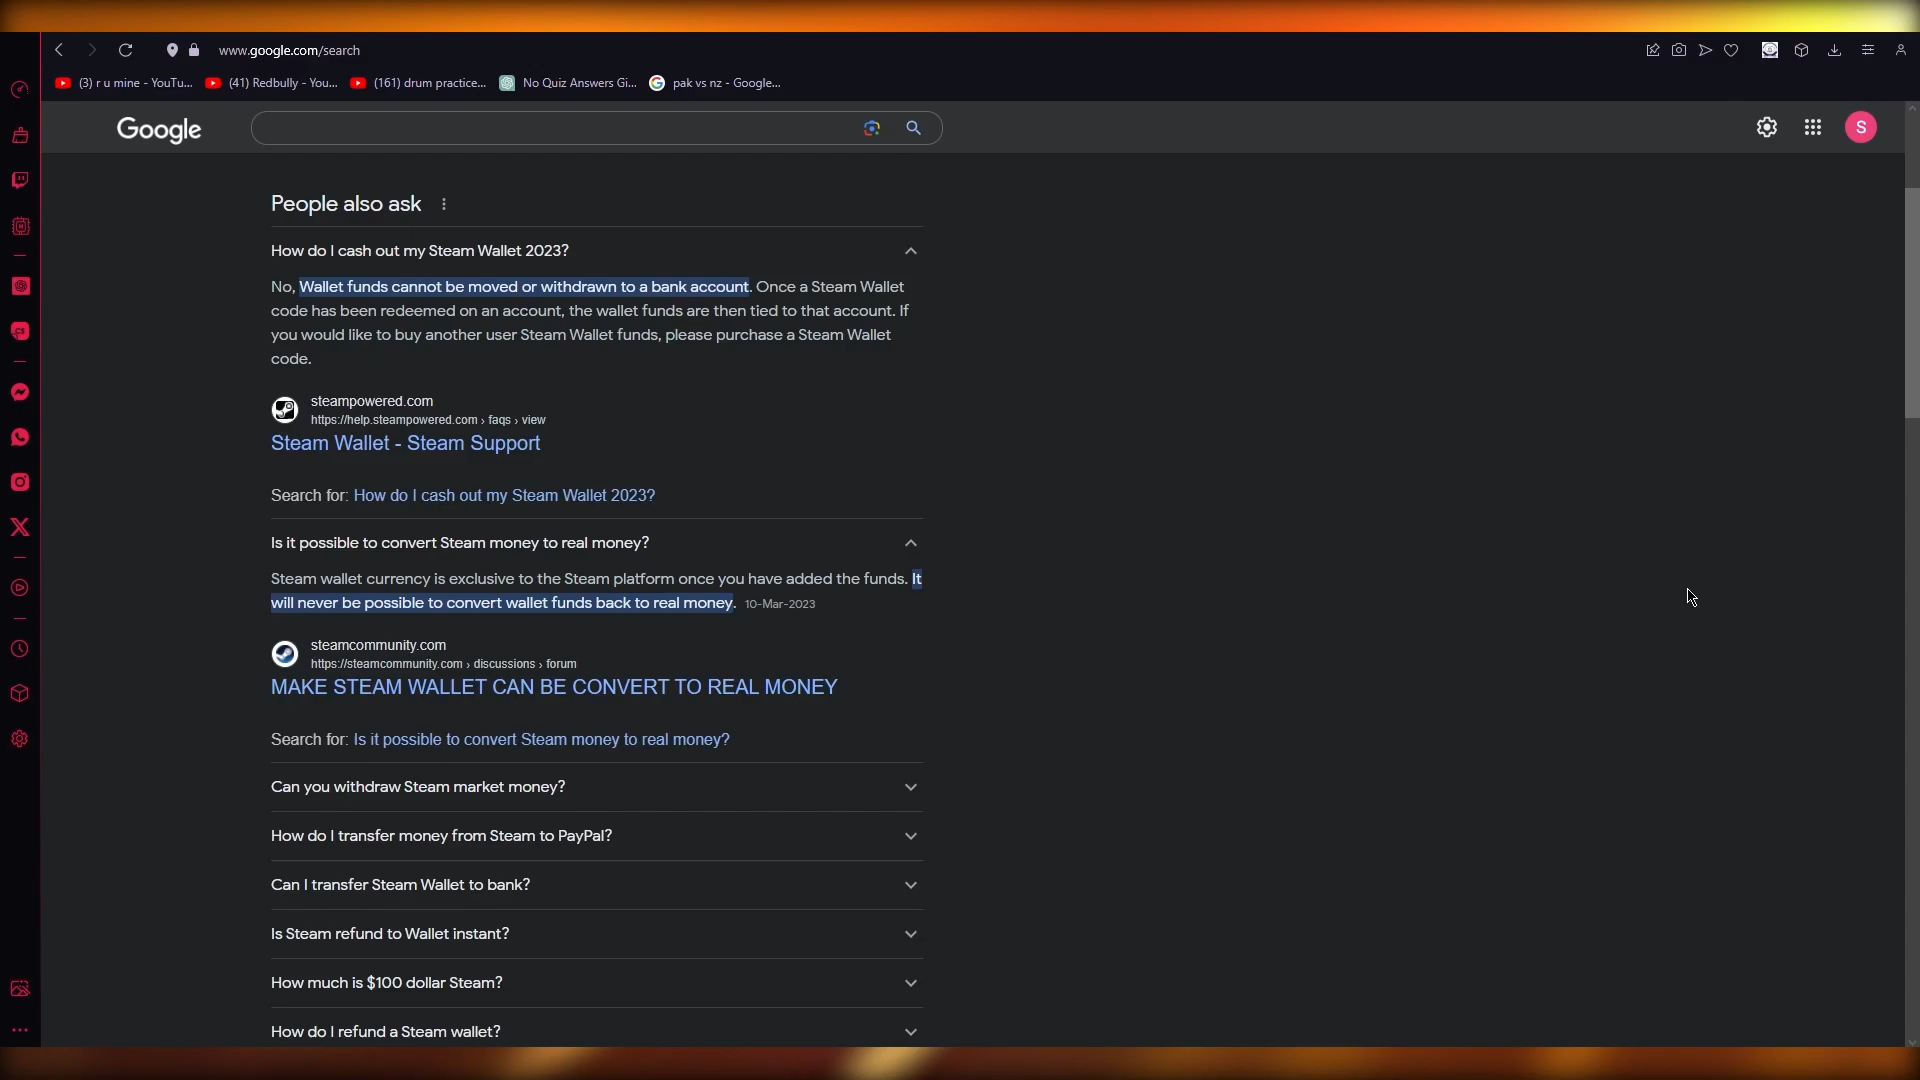 www.google.com/search
(3) r u mine - YouTu...
(41) Redbully - You...
(161) drum practice...
No Quiz Answers Gi...
pak vs nz - Google...
Google
S
People also ask
How do I cash out my Steam Wallet 2023?
No, Wallet funds cannot be moved or withdrawn to a bank account. Once a Steam Wallet
code has been redeemed on an account, the wallet funds are then tied to that account. If
you would like to buy another user Steam Wallet funds, please purchase a Steam Wallet
code.
steampowered.com
https://help.steampowered.com › faqs › view
Steam Wallet - Steam Support
Search for: How do I cash out my Steam Wallet 2023?
Is it possible to convert Steam money to real money?
Steam wallet currency is exclusive to the Steam platform once you have added the funds. It
will never be possible to convert wallet funds back to real money. 10-Mar-2023
steamcommunity.com
https://steamcommunity.com › discussions › forum
MAKE STEAM WALLET CAN BE CONVERT TO REAL MONEY
Search for: Is it possible to convert Steam money to real money?
Can you withdraw Steam market money?
How do I transfer money from Steam to PayPal?
Can I transfer Steam Wallet to bank?
Is Steam refund to Wallet instant?
How much is $100 dollar Steam?
How do I refund a Steam wallet?